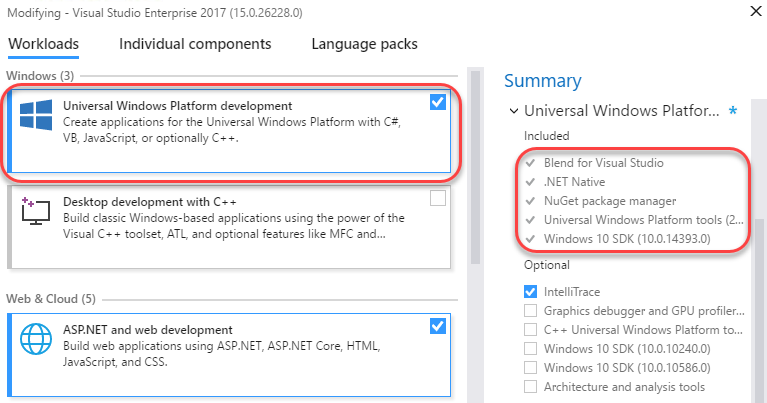 Modifying - Visual Studio Enterprise 2017 (15.0.26228.0)
Workloads
Individual components
Language packs
Windows (3)
Universal Windows Platform development
Create applications for the Universal Windows Platform with C#,
VB, JavaScript, or optionally C++.
Desktop development with C++
Build classic Windows-based applications using the power of the
Visual C++ toolset, ATL, and optional features like MFC and...
Web & Cloud (5)
ASP.NET and web development
Build web applications using ASP.NET, ASP.NET Core, HTML,
JavaScript, and CSS.
Summary
Universal Windows Platfor... *
Included
Blend for Visual Studio
.NET Native
NuGet package manager
Universal Windows Platform tools (2...
Windows 10 SDK (10.0.14393.0)
Optional
IntelliTrace
Graphics debugger and GPU profiler...
C++ Universal Windows Platform to...
Windows 10 SDK (10.0.10240.0)
Windows 10 SDK (10.0.10586.0)
Architecture and analysis tools